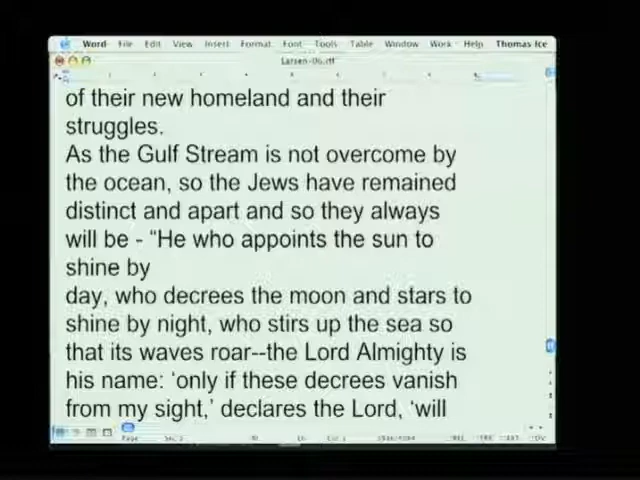 Word File Edit View Insert Format Font Tools Table Window Work Help Thomas Ice
Larsen-06.rtf
of their new homeland and their
struggles.
As the Gulf Stream is not overcome by
the ocean, so the Jews have remained
distinct and apart and so they always
will be - “He who appoints the sun to
shine by
day, who decrees the moon and stars to
shine by night, who stirs up the sea so
that its waves roar--the Lord Almighty is
his name: ‘only if these decrees vanish
from my sight,’ declares the Lord, ‘will
Page